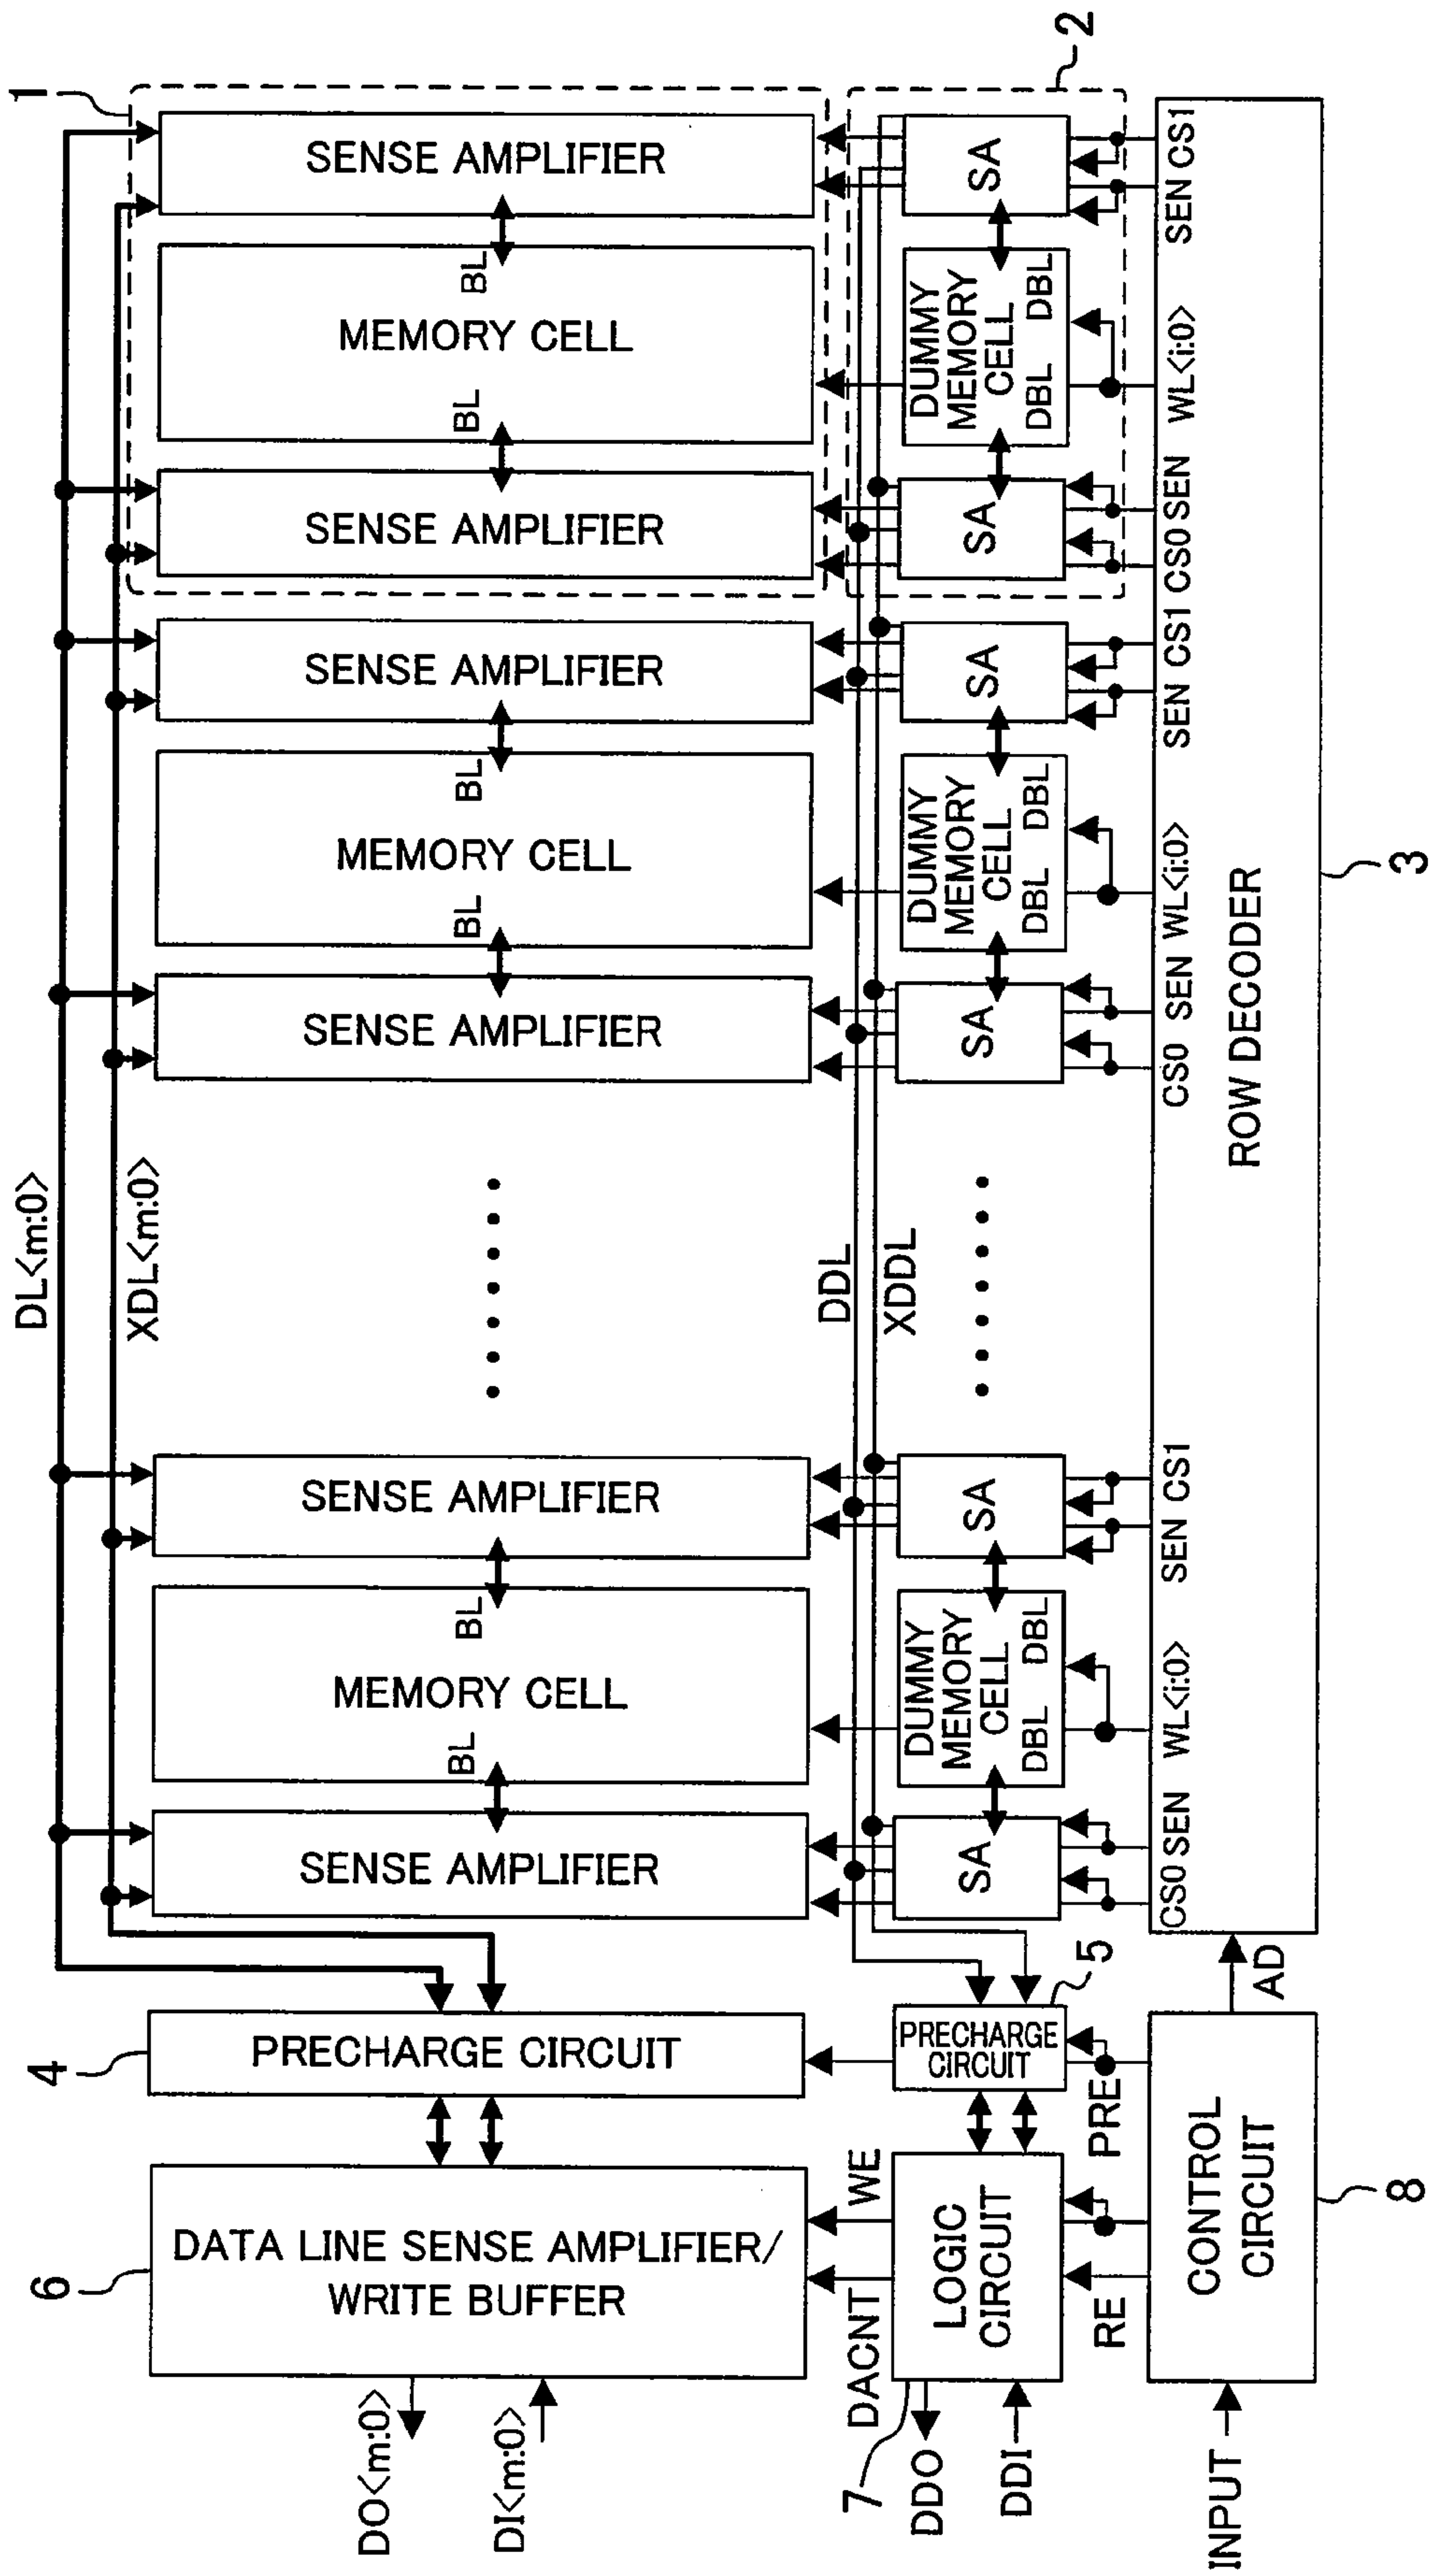 DL<m:0>
XDL<m:0>
1
SENSE AMPLIFIER
BL
MEMORY CELL
BL
SENSE AMPLIFIER
SENSE AMPLIFIER
BL
MEMORY CELL
BL
SENSE AMPLIFIER
SENSE AMPLIFIER
BL
MEMORY CELL
BL
SENSE AMPLIFIER
4
PRECHARGE CIRCUIT
6
DATA LINE SENSE AMPLIFIER/
WRITE BUFFER
DO<m:0>
DI<m:0>
DDL
XDDL
2
SA
DUMMY
MEMORY
CELL
DBL
DBL
SA
SA
DUMMY
MEMORY
CELL
DBL
DBL
SA
SA
DUMMY
MEMORY
CELL
DBL
DBL
SA
PRECHARGE
CIRCUIT
5
DACNT
WE
LOGIC
CIRCUIT
7
DDO
DDI
RE
PRE
CS0
SEN
WL<i:0>
SEN
CS1
CS0
SEN
WL<i:0>
SEN
CS1
CS0
SEN
WL<i:0>
SEN
CS1
ROW DECODER
3
AD
CONTROL
CIRCUIT
8
INPUT